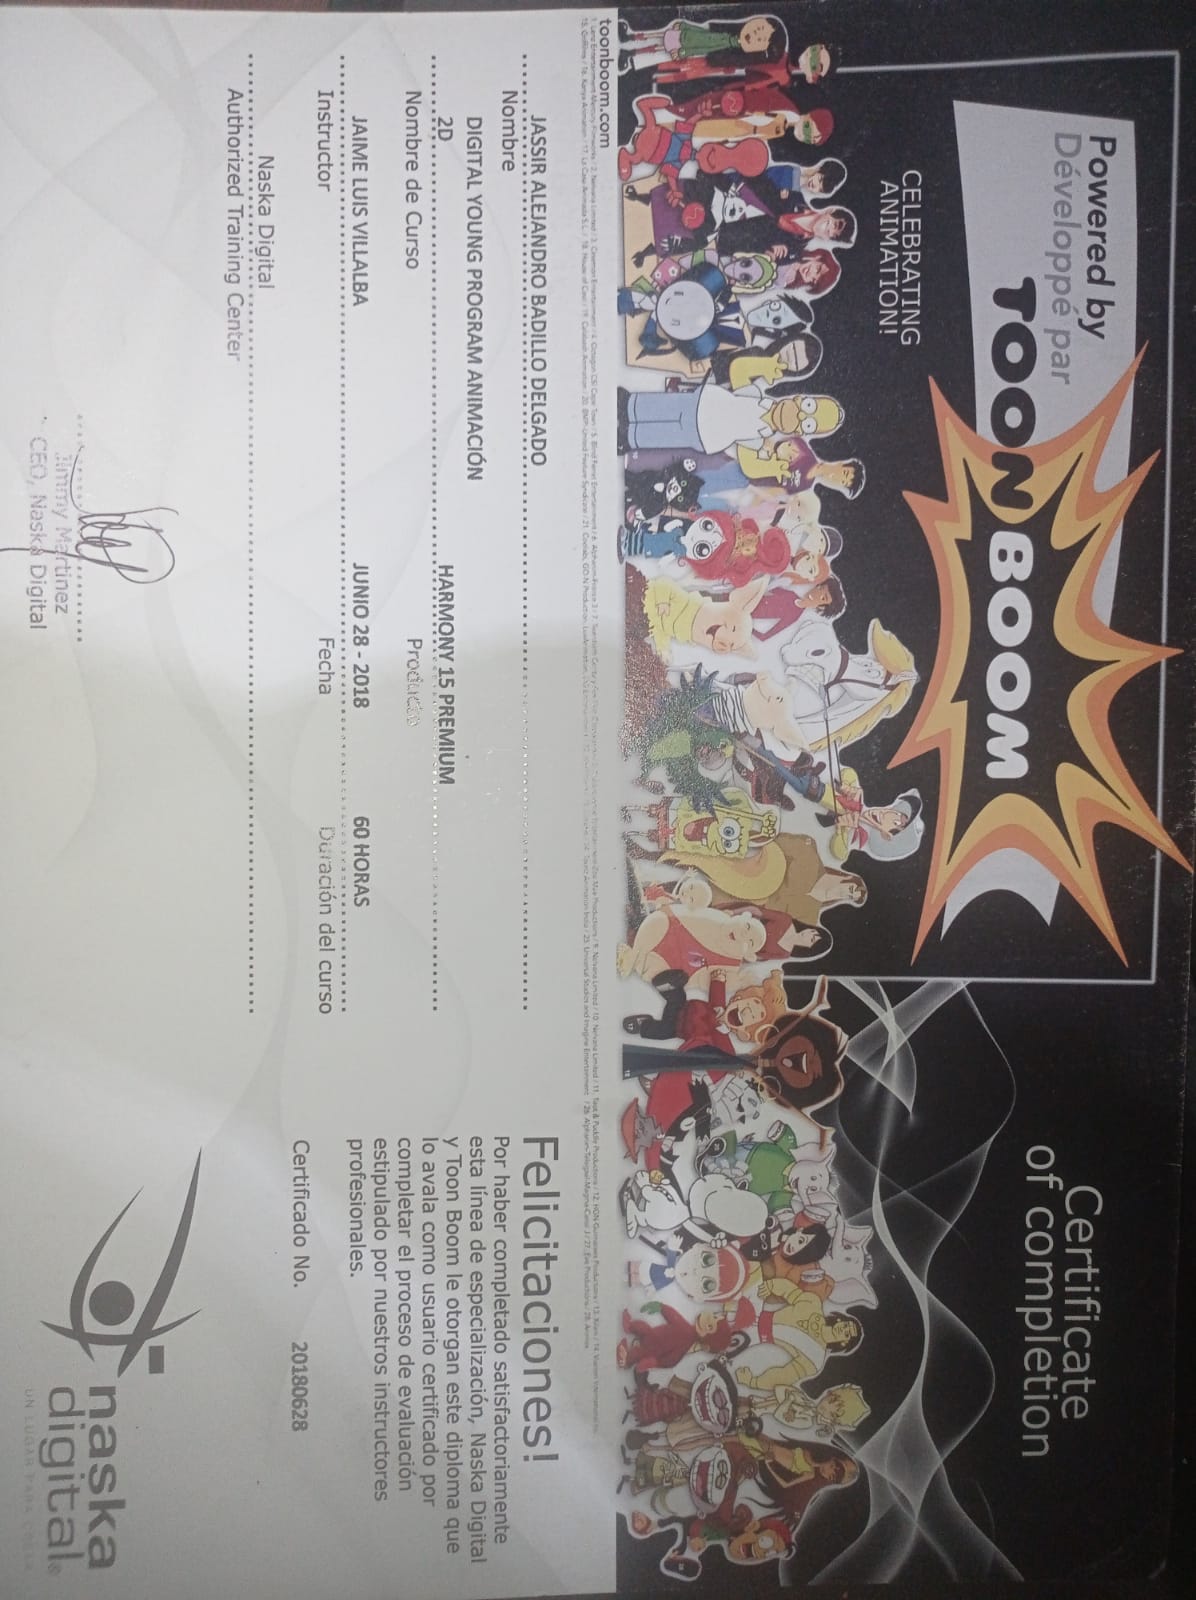 Powered by
Développé par
TOON BOOM
CELEBRATING
ANIMATION!
Certificate
of completion
toonboom.com
JASSIR ALEJANDRO BADILLO DELGADO
Nombre
DIGITAL YOUNG PROGRAM ANIMACIÓN
2D
Nombre de Curso
HARMONY 15 PREMIUM
Producto
JAIME LUIS VILLALBA
Instructor
JUNIO 28 - 2018
Fecha
60 HORAS
Duración del curso
Naska Digital
Authorized Training Center
Jimmy Martinez
CEO, Naska Digital
Felicitaciones!
Por haber completado satisfactoriamente
esta línea de especialización, Naska Digital
y Toon Boom le otorgan este diploma que
lo avala como usuario certificado por
completar el proceso de evaluación
estipulado por nuestros instructores
profesionales.
Certificado No. 20180628
naska
digital®
UN LUGAR PARA CREAR